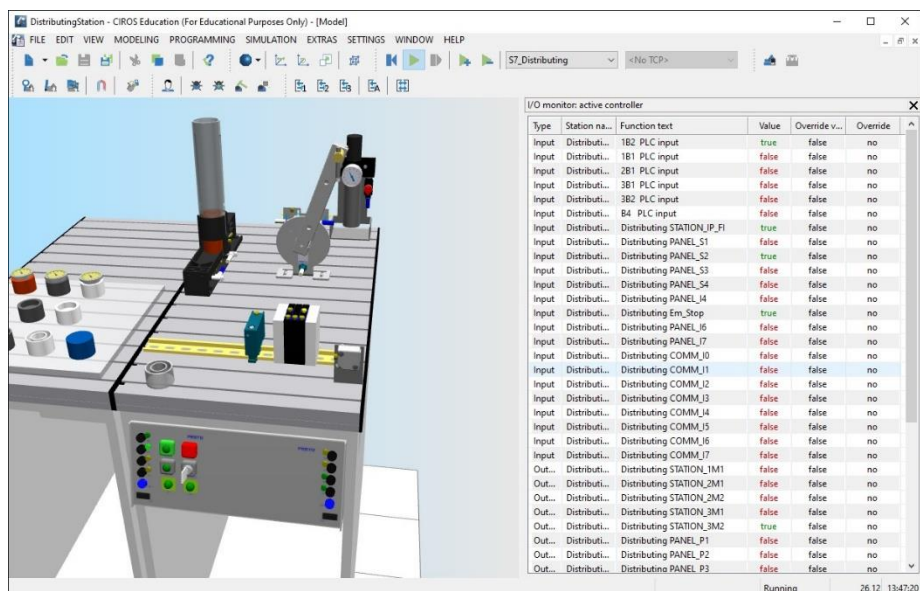 DistributingStation - CIROS Education (For Educational Purposes Only) - [Model]
FILE EDIT VIEW MODELING PROGRAMMING SIMULATION EXTRAS SETTINGS WINDOW HELP
S7_Distributing <No TCP>
I/O monitor: active controller
Type Station na... Function text Value Override v... Override
Input Distributi... 1B2 PLC input true false no
Input Distributi... 1B1 PLC input false false no
Input Distributi... 2B1 PLC input false false no
Input Distributi... 3B1 PLC input false false no
Input Distributi... 3B2 PLC input false false no
Input Distributi... B4 PLC input false false no
Input Distributi... Distributing STATION_IP_FI true false no
Input Distributi... Distributing PANEL_S1 false false no
Input Distributi... Distributing PANEL_S2 true false no
Input Distributi... Distributing PANEL_S3 false false no
Input Distributi... Distributing PANEL_S4 false false no
Input Distributi... Distributing PANEL_I4 false false no
Input Distributi... Distributing Em_Stop true false no
Input Distributi... Distributing PANEL_I6 false false no
Input Distributi... Distributing PANEL_I7 false false no
Input Distributi... Distributing COMM_I0 false false no
Input Distributi... Distributing COMM_I1 false false no
Input Distributi... Distributing COMM_I2 false false no
Input Distributi... Distributing COMM_I3 false false no
Input Distributi... Distributing COMM_I4 false false no
Input Distributi... Distributing COMM_I5 false false no
Input Distributi... Distributing COMM_I6 false false no
Input Distributi... Distributing COMM_I7 false false no
Out... Distributi... Distributing STATION_1M1 false false no
Out... Distributi... Distributing STATION_2M1 false false no
Out... Distributi... Distributing STATION_2M2 false false no
Out... Distributi... Distributing STATION_3M1 false false no
Out... Distributi... Distributing STATION_3M2 true false no
Out... Distributi... Distributing PANEL_P1 false false no
Out... Distributi... Distributing PANEL_P2 false false no
Out... Distributi... Distributing PANEL_P3 false false no
Running 26.12 13:47:20